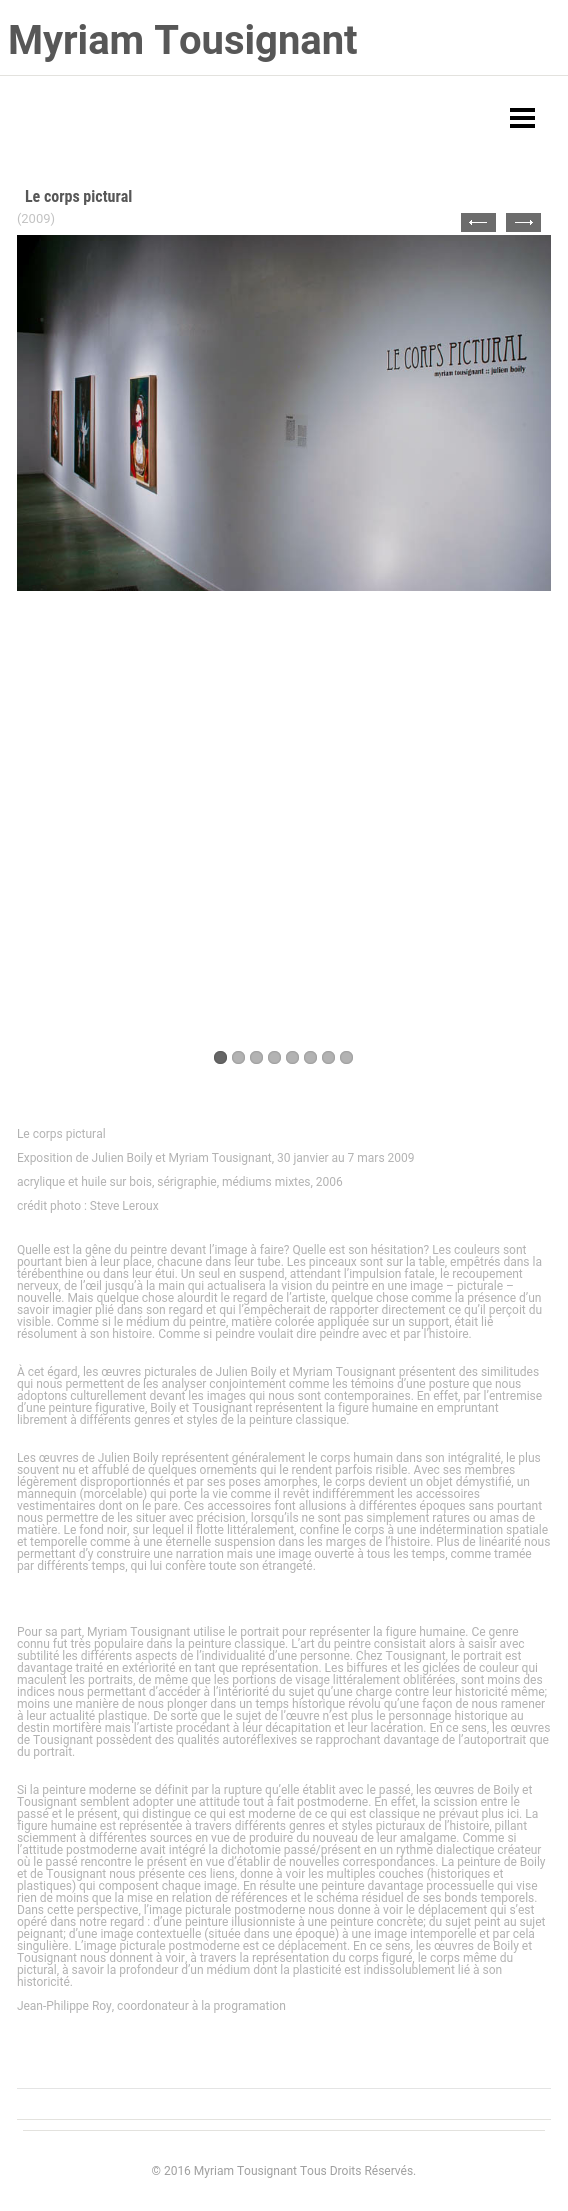 Myriam Tousignant
Le corps pictural
(2009)
LE CORPS PICTURAL
myriam tousignant :: julien boily
Le corps pictural
Exposition de Julien Boily et Myriam Tousignant, 30 janvier au 7 mars 2009
acrylique et huile sur bois, sérigraphie, médiums mixtes, 2006
crédit photo : Steve Leroux
Quelle est la gêne du peintre devant l’image à faire? Quelle est son hésitation? Les couleurs sont
pourtant bien à leur place, chacune dans leur tube. Les pinceaux sont sur la table, empêtrés dans la
térébenthine ou dans leur étui. Un seul en suspend, attendant l’impulsion fatale, le recoupement
nerveux, de l’œil jusqu’à la main qui actualisera la vision du peintre en une image – picturale –
nouvelle. Mais quelque chose alourdit le regard de l’artiste, quelque chose comme la présence d’un
savoir imagier plié dans son regard et qui l’empêcherait de rapporter directement ce qu’il perçoit du
visible. Comme si le médium du peintre, matière colorée appliquée sur un support, était lié
résolument à son histoire. Comme si peindre voulait dire peindre avec et par l’histoire.
À cet égard, les œuvres picturales de Julien Boily et Myriam Tousignant présentent des similitudes
qui nous permettent de les analyser conjointement comme les témoins d’une posture que nous
adoptons culturellement devant les images qui nous sont contemporaines. En effet, par l’entremise
d’une peinture figurative, Boily et Tousignant représentent la figure humaine en empruntant
librement à différents genres et styles de la peinture classique.
Les œuvres de Julien Boily représentent généralement le corps humain dans son intégralité, le plus
souvent nu et affublé de quelques ornements qui le rendent parfois risible. Avec ses membres
légèrement disproportionnés et par ses poses amorphes, le corps devient un objet démystifié, un
mannequin (morcelable) qui porte la vie comme il revêt indifféremment les accessoires
vestimentaires dont on le pare. Ces accessoires font allusions à différentes époques sans pourtant
nous permettre de les situer avec précision, lorsqu’ils ne sont pas simplement ratures ou amas de
matière. Le fond noir, sur lequel il flotte littéralement, confine le corps à une indétermination spatiale
et temporelle comme à une éternelle suspension dans les marges de l’histoire. Plus de linéarité nous
permettant d’y construire une narration mais une image ouverte à tous les temps, comme tramée
par différents temps, qui lui confère toute son étrangeté.
Pour sa part, Myriam Tousignant utilise le portrait pour représenter la figure humaine. Ce genre
connu fut très populaire dans la peinture classique. L’art du peintre consistait alors à saisir avec
subtilité les différents aspects de l’individualité d’une personne. Chez Tousignant, le portrait est
davantage traité en extériorité en tant que représentation. Les biffures et les giclées de couleur qui
maculent les portraits, de même que les portions de visage littéralement oblitérées, sont moins des
indices nous permettant d’accéder à l’intériorité du sujet qu’une charge contre leur historicité même;
moins une manière de nous plonger dans un temps historique révolu qu’une façon de nous ramener
à leur actualité plastique. De sorte que le sujet de l’œuvre n’est plus le personnage historique au
destin mortifère mais l’artiste procédant à leur décapitation et leur lacération. En ce sens, les œuvres
de Tousignant possèdent des qualités autoréflexives se rapprochant davantage de l’autoportrait que
du portrait.
Si la peinture moderne se définit par la rupture qu’elle établit avec le passé, les œuvres de Boily et
Tousignant semblent adopter une attitude tout à fait postmoderne. En effet, la scission entre le
passé et le présent, qui distingue ce qui est moderne de ce qui est classique ne prévaut plus ici. La
figure humaine est représentée à travers différents genres et styles picturaux de l’histoire, pillant
sciemment à différentes sources en vue de produire du nouveau de leur amalgame. Comme si
l’attitude postmoderne avait intégré la dichotomie passé/présent en un rythme dialectique créateur
où le passé rencontre le présent en vue d’établir de nouvelles correspondances. La peinture de Boily
et de Tousignant nous présente ces liens, donne à voir les multiples couches (historiques et
plastiques) qui composent chaque image. En résulte une peinture davantage processuelle qui vise
rien de moins que la mise en relation de références et le schéma résiduel de ses bonds temporels.
Dans cette perspective, l’image picturale postmoderne nous donne à voir le déplacement qui s’est
opéré dans notre regard : d’une peinture illusionniste à une peinture concrète; du sujet peint au sujet
peignant; d’une image contextuelle (située dans une époque) à une image intemporelle et par cela
singulière. L’image picturale postmoderne est ce déplacement. En ce sens, les œuvres de Boily et
Tousignant nous donnent à voir, à travers la représentation du corps figuré, le corps même du
pictural, à savoir la profondeur d’un médium dont la plasticité est indissolublement lié à son
historicité.
Jean-Philippe Roy, coordonateur à la programation
© 2016 Myriam Tousignant Tous Droits Réservés.